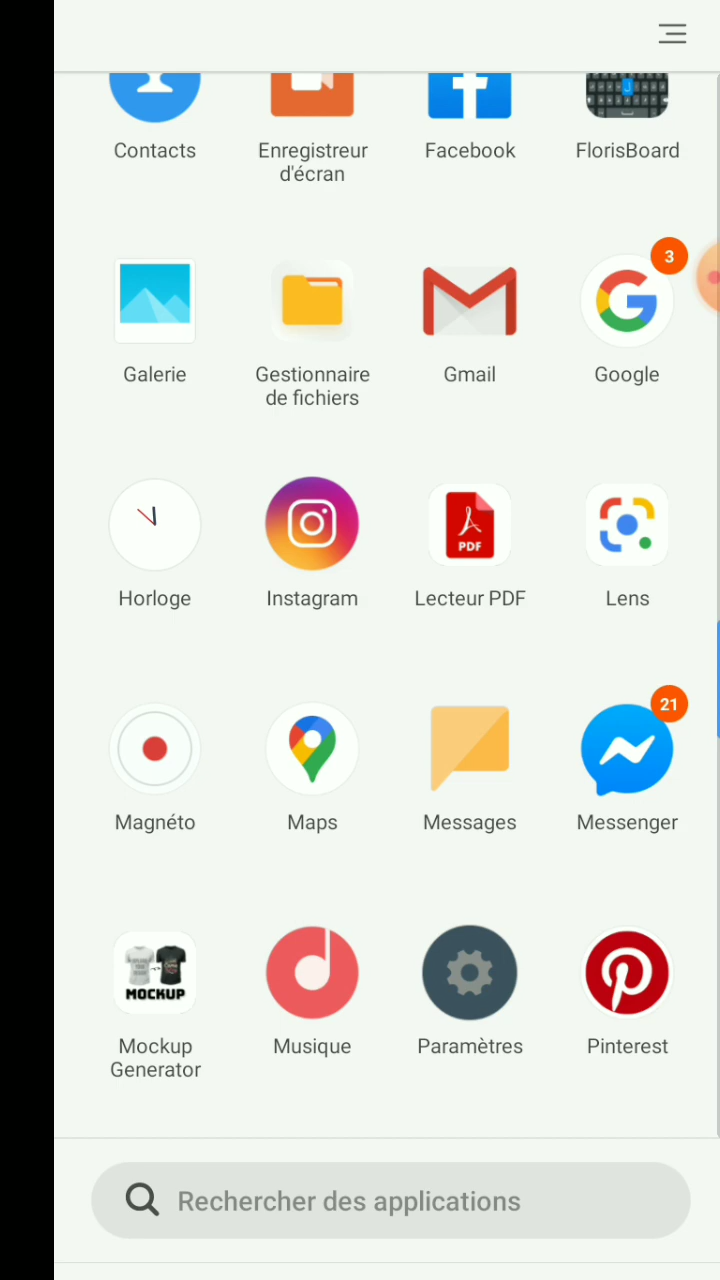 Contacts
Enregistreur
d'écran
Facebook
FlorisBoard
3
Galerie
Gestionnaire
de fichiers
Gmail
Google
PDF
Horloge
Instagram
Lecteur PDF
Lens
21
Magnéto
Maps
Messages
Messenger
MOCKUP
Mockup
Generator
Musique
Paramètres
Pinterest
Rechercher des applications